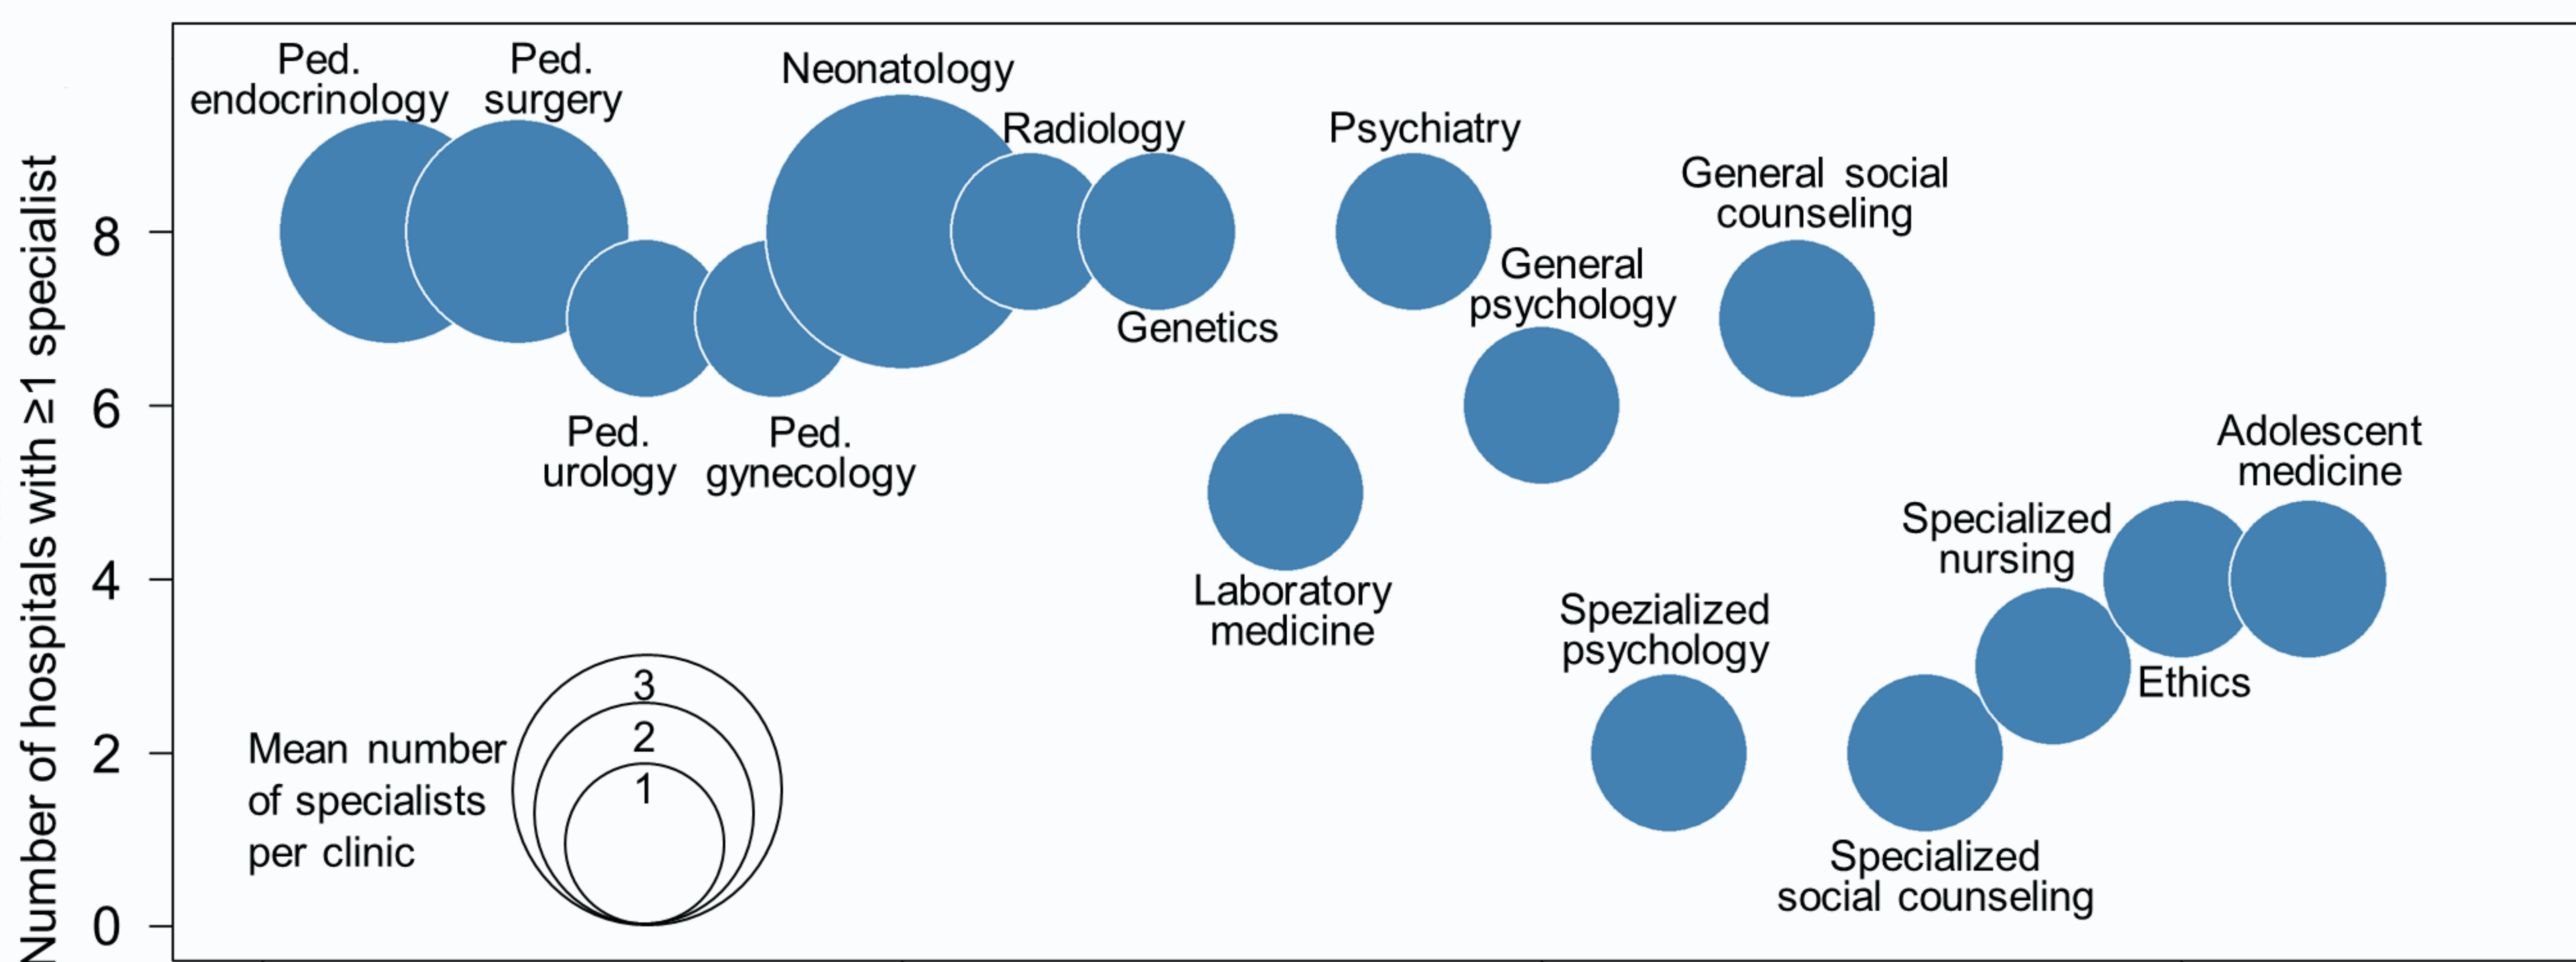 Number of hospitals with ≥1 specialist
8
6
4
2
0
Ped.
endocrinology
Ped.
surgery
Ped.
urology
Ped.
gynecology
Neonatology
Radiology
Genetics
Laboratory
medicine
Psychiatry
General
psychology
Spezialized
psychology
General social
counseling
Specialized
social counseling
Specialized
nursing
Ethics
Adolescent
medicine
Mean number
of specialists
per clinic
3
2
1